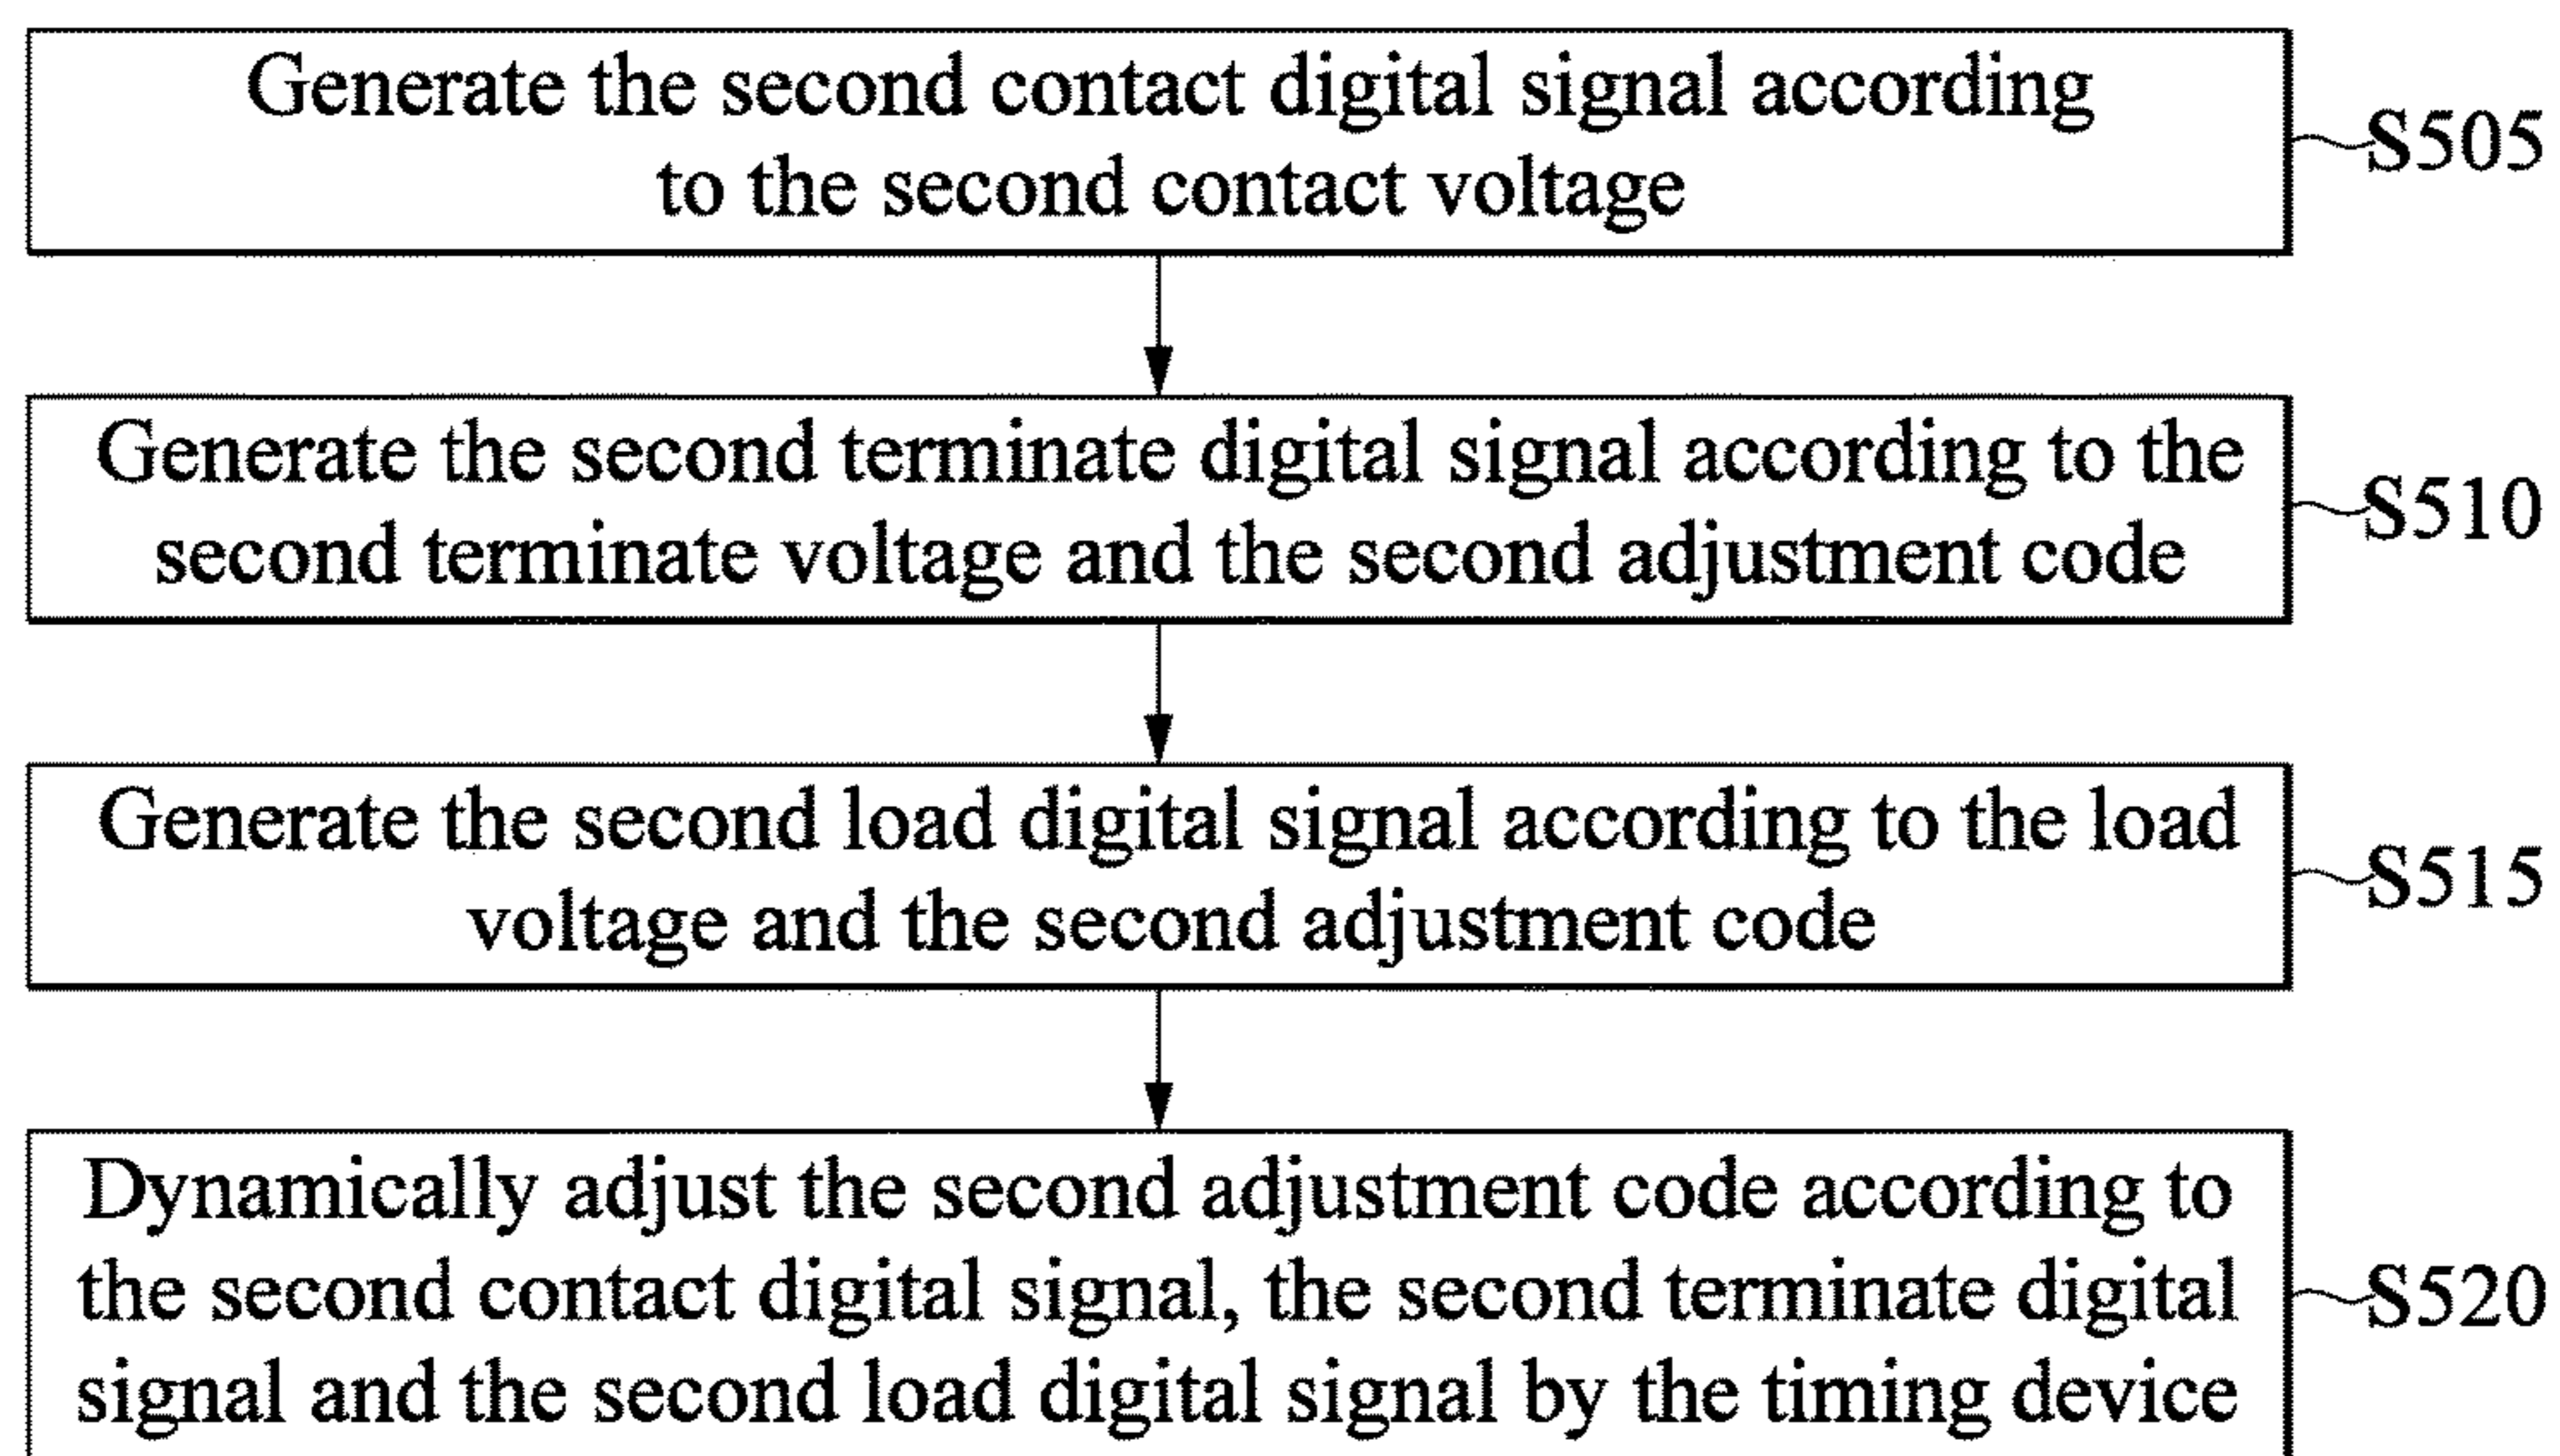 Generate the second contact digital signal according
to the second contact voltage
S505
Generate the second terminate digital signal according to the
second terminate voltage and the second adjustment code
S510
Generate the second load digital signal according to the load
voltage and the second adjustment code
S515
Dynamically adjust the second adjustment code according to
the second contact digital signal, the second terminate digital
signal and the second load digital signal by the timing device
S520